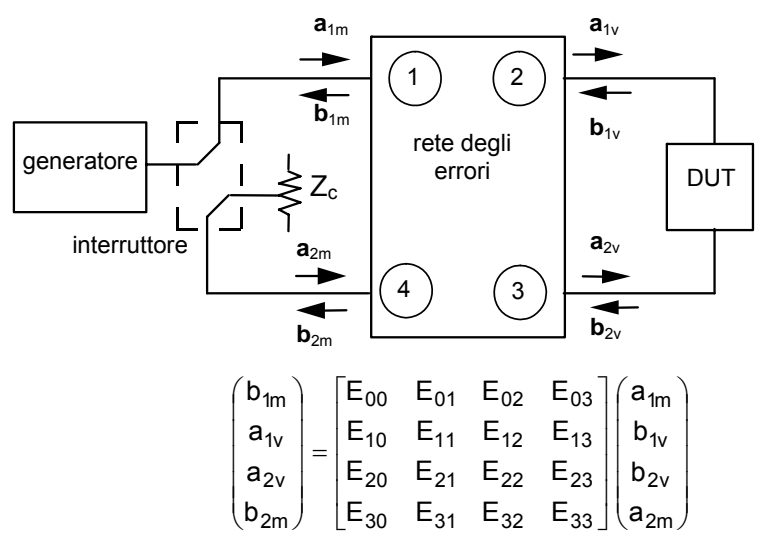 a1m
a1v
1
2
b1m
b1v
generatore
rete degli
errori
DUT
Zc
interruttore
a2m
a2v
4
3
b2m
b2v
b1m E00 E01 E02 E03 a1m
a1v = E10 E11 E12 E13 b1v
a2v E20 E21 E22 E23 b2v
b2m E30 E31 E32 E33 a2m